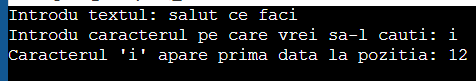 Introdu textul: salut ce faci
Introdu caracterul pe care vrei sa-l cauti: i
Caracterul 'i' apare prima data la pozitia: 12